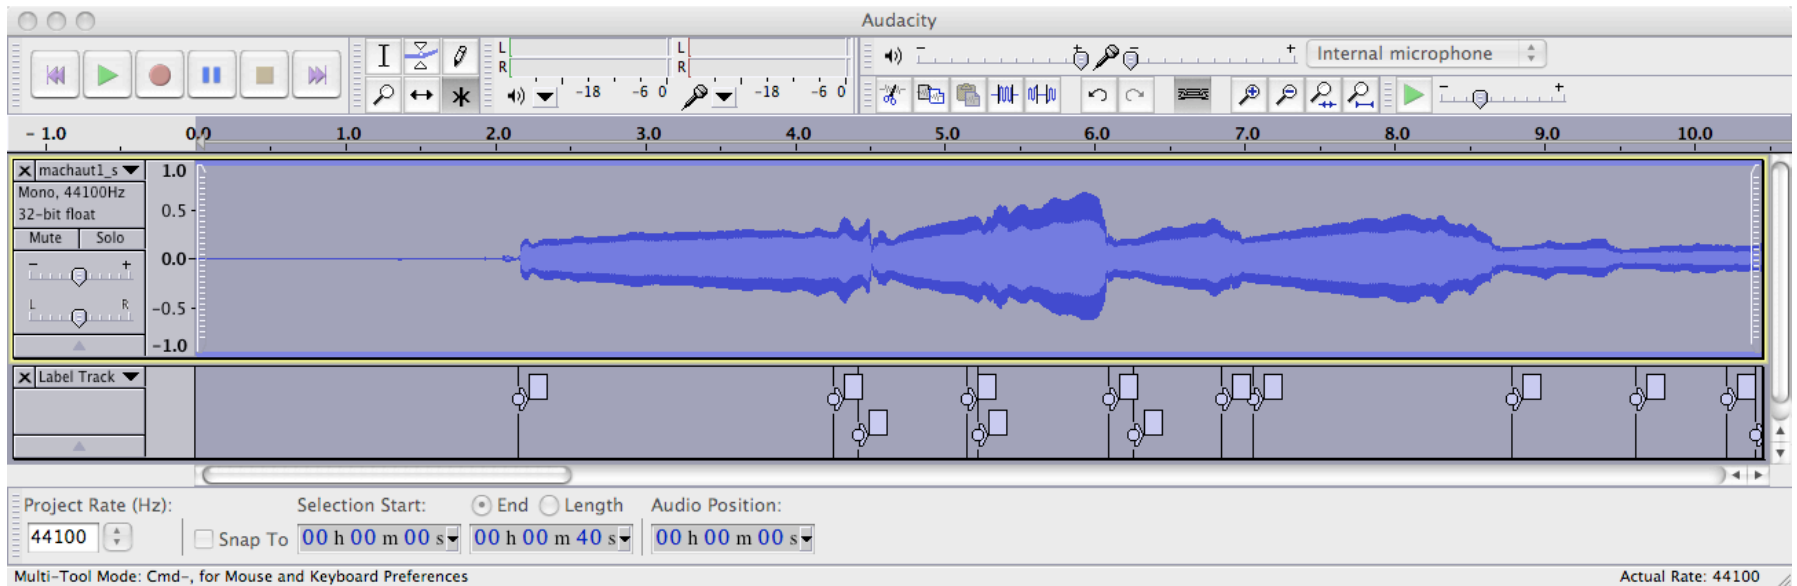 Audacity
L
R
L
R
Internal microphone
-18 -6 0
-18 -6 0
- 1.0 0.0 1.0 2.0 3.0 4.0 5.0 6.0 7.0 8.0 9.0 10.0
machaut1_s
Mono, 44100Hz
32-bit float
Mute Solo
- +
L R
1.0
0.5
0.0
-0.5
-1.0
Label Track
Project Rate (Hz): Selection Start: End Length Audio Position:
44100 Snap To 00 h 00 m 00 s 00 h 00 m 40 s 00 h 00 m 00 s
Multi-Tool Mode: Cmd-, for Mouse and Keyboard Preferences Actual Rate: 44100